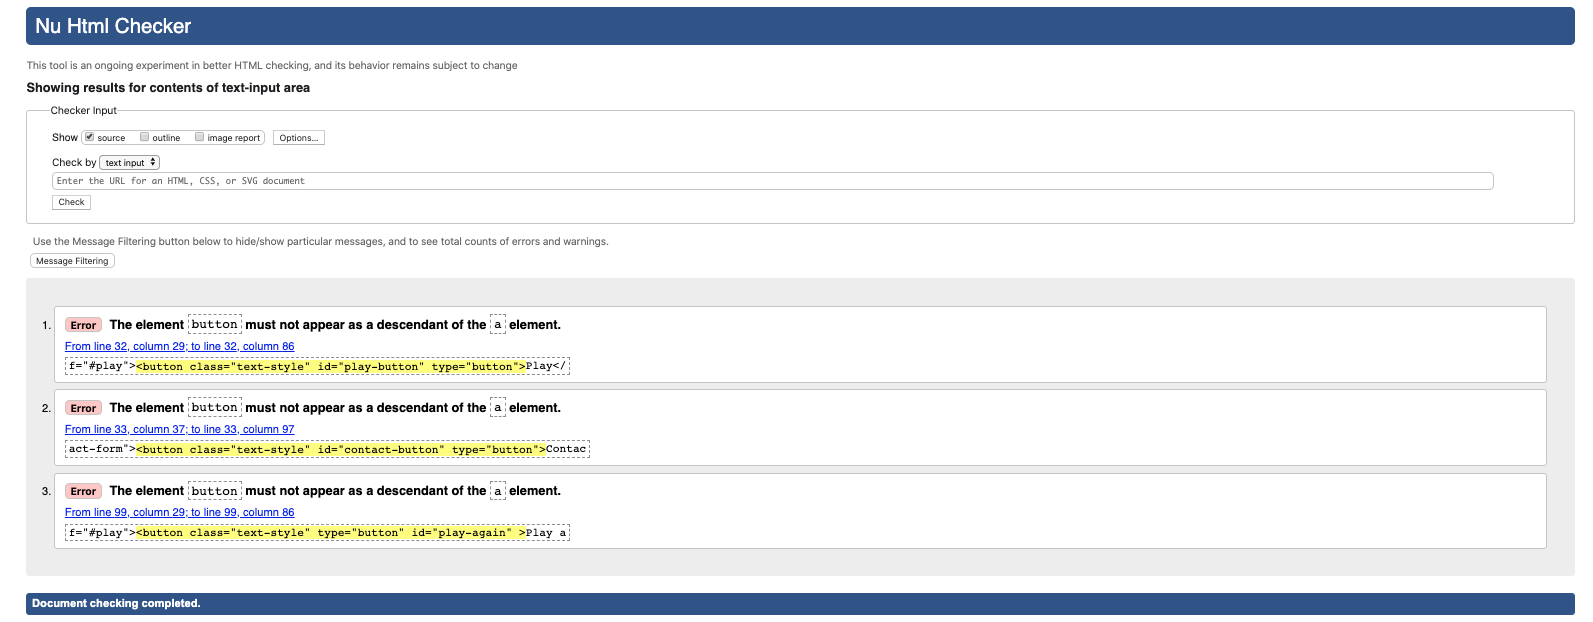 Nu Html Checker
This tool is an ongoing experiment in better HTML checking, and its behavior remains subject to change
Showing results for contents of text-input area
Checker Input
Show source outline image report Options...
Check by text input
Enter the URL for an HTML, CSS, or SVG document
Check
Use the Message Filtering button below to hide/show particular messages, and to see total counts of errors and warnings.
Message Filtering
1. Error The element button must not appear as a descendant of the a element.
From line 32, column 29; to line 32, column 86
f="#play"><button class="text-style" id="play-button" type="button">Play</
2. Error The element button must not appear as a descendant of the a element.
From line 33, column 37; to line 33, column 97
act-form"><button class="text-style" id="contact-button" type="button">Contac
3. Error The element button must not appear as a descendant of the a element.
From line 99, column 29; to line 99, column 86
f="#play"><button class="text-style" type="button" id="play-again" >Play a
Document checking completed.